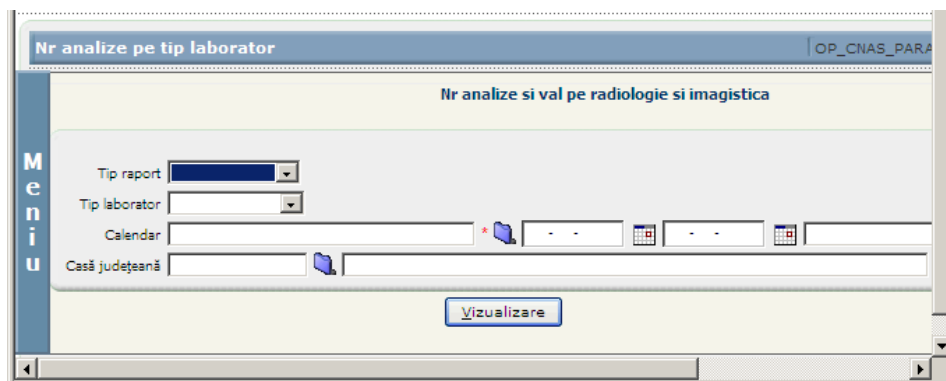 Nr analize pe tip laborator OP_CNAS_PARA
Nr analize si val pe radiologie si imagistica
Meniu
Tip raport
Tip laborator
Calendar * - - - -
Casă județeană
Vizualizare